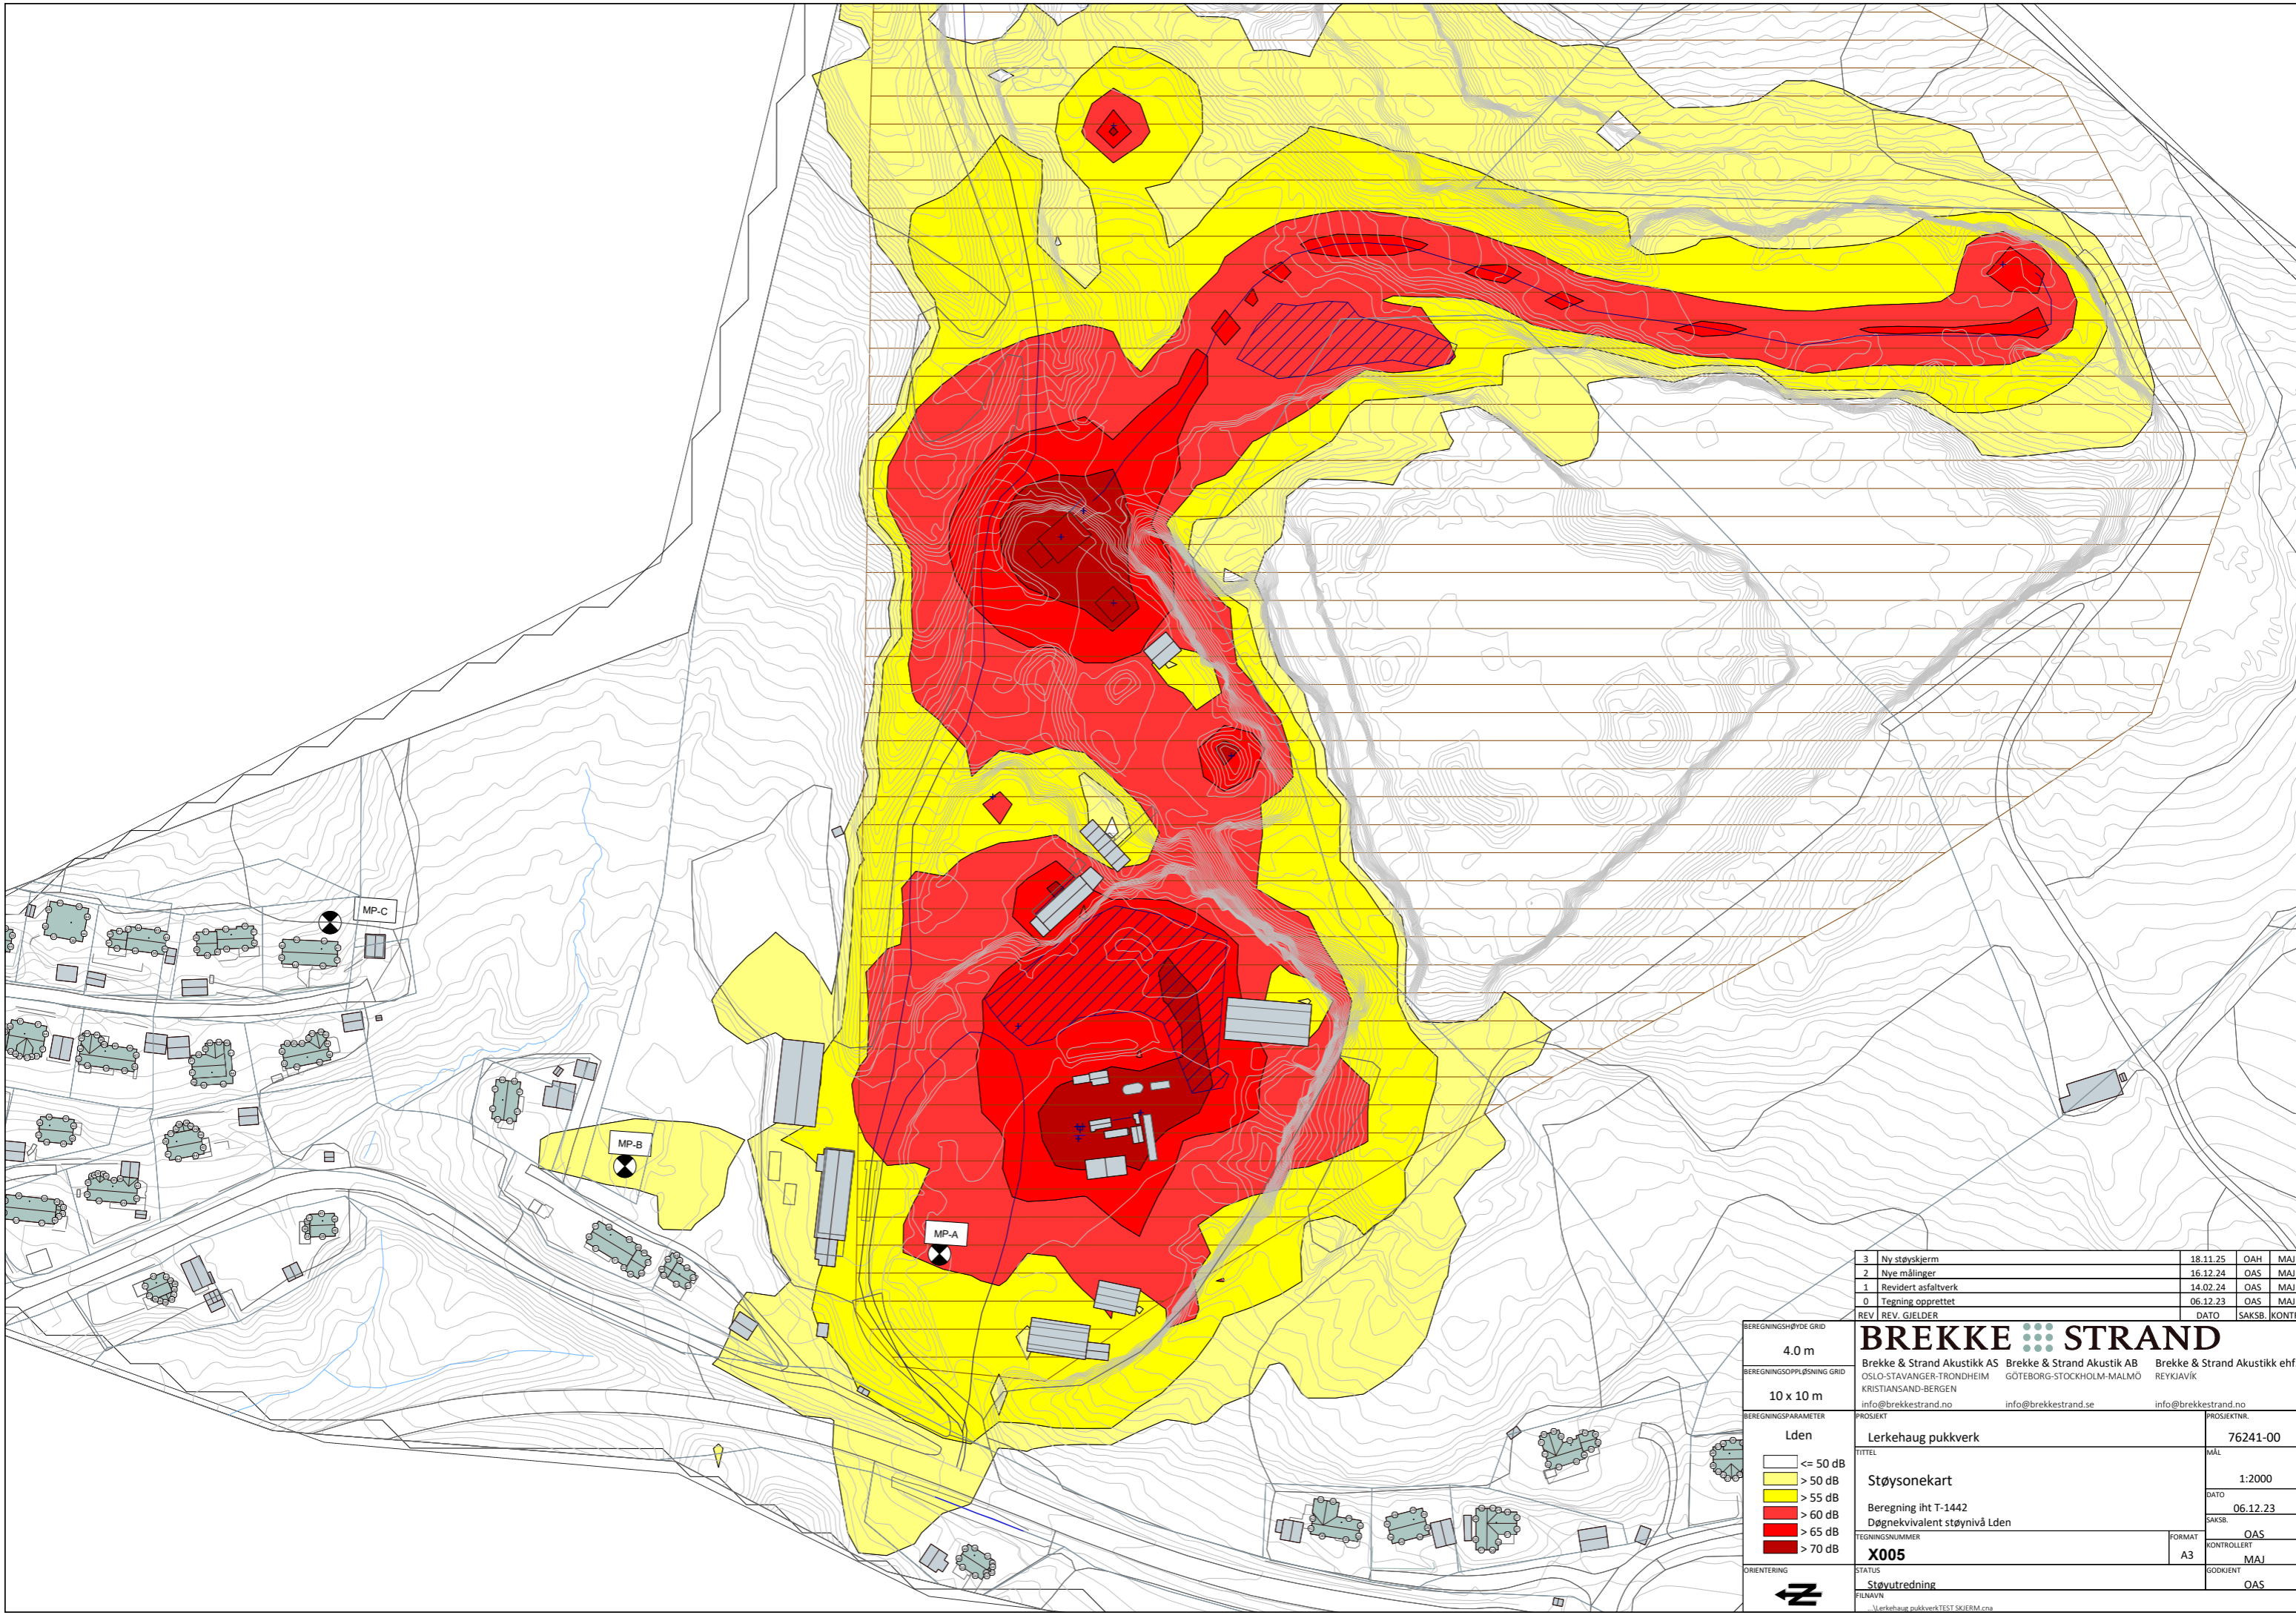 MP-C
MP-B
MP-A
3 Ny støyskjerm 18.11.25 OAH MAJ
2 Nye målinger 16.12.24 OAS MAJ
1 Revidert asfaltverk 14.02.24 OAS MAJ
0 Tegning opprettet 06.12.23 OAS MAJ
REV REV. GJELDER DATO SAKSB.
BEREGNINGSHØYDE GRID
4.0 m
BEREGNINGSOPPLØSNING GRID
10 x 10 m
BEREGNINGSPARAMETER
Lden
<= 50 dB
> 50 dB
> 55 dB
> 60 dB
> 65 dB
> 70 dB
ORIENTERING
BREKKE STRAND
Brekke & Strand Akustikk AS Brekke & Strand Akustik AB Brekke & Strand Akustikk ehf
OSLO-STAVANGER-TRONDHEIM GÖTEBORG-STOCKHOLM-MALMÖ REYKJAVÍK
KRISTIANSAND-BERGEN
info@brekkestrand.no info@brekkestrand.se info@brekkestrand.no
PROSJEKT
Lerkehaug pukkverk
PROSJEKTNR.
76241-00
TITTEL
Støysonekart
Beregning iht T-1442
Døgnekvivalent støynivå Lden
MÅL
1:2000
DATO
06.12.23
SAKSB.
OAS
TEGNINGSNUMMER
X005
FORMAT
A3
KONTROLLERT
MAJ
STATUS
Støyutredning
GODKJENT
OAS
FILNAVN
...\Lerkehaug pukkverkTEST SKJERM.cna